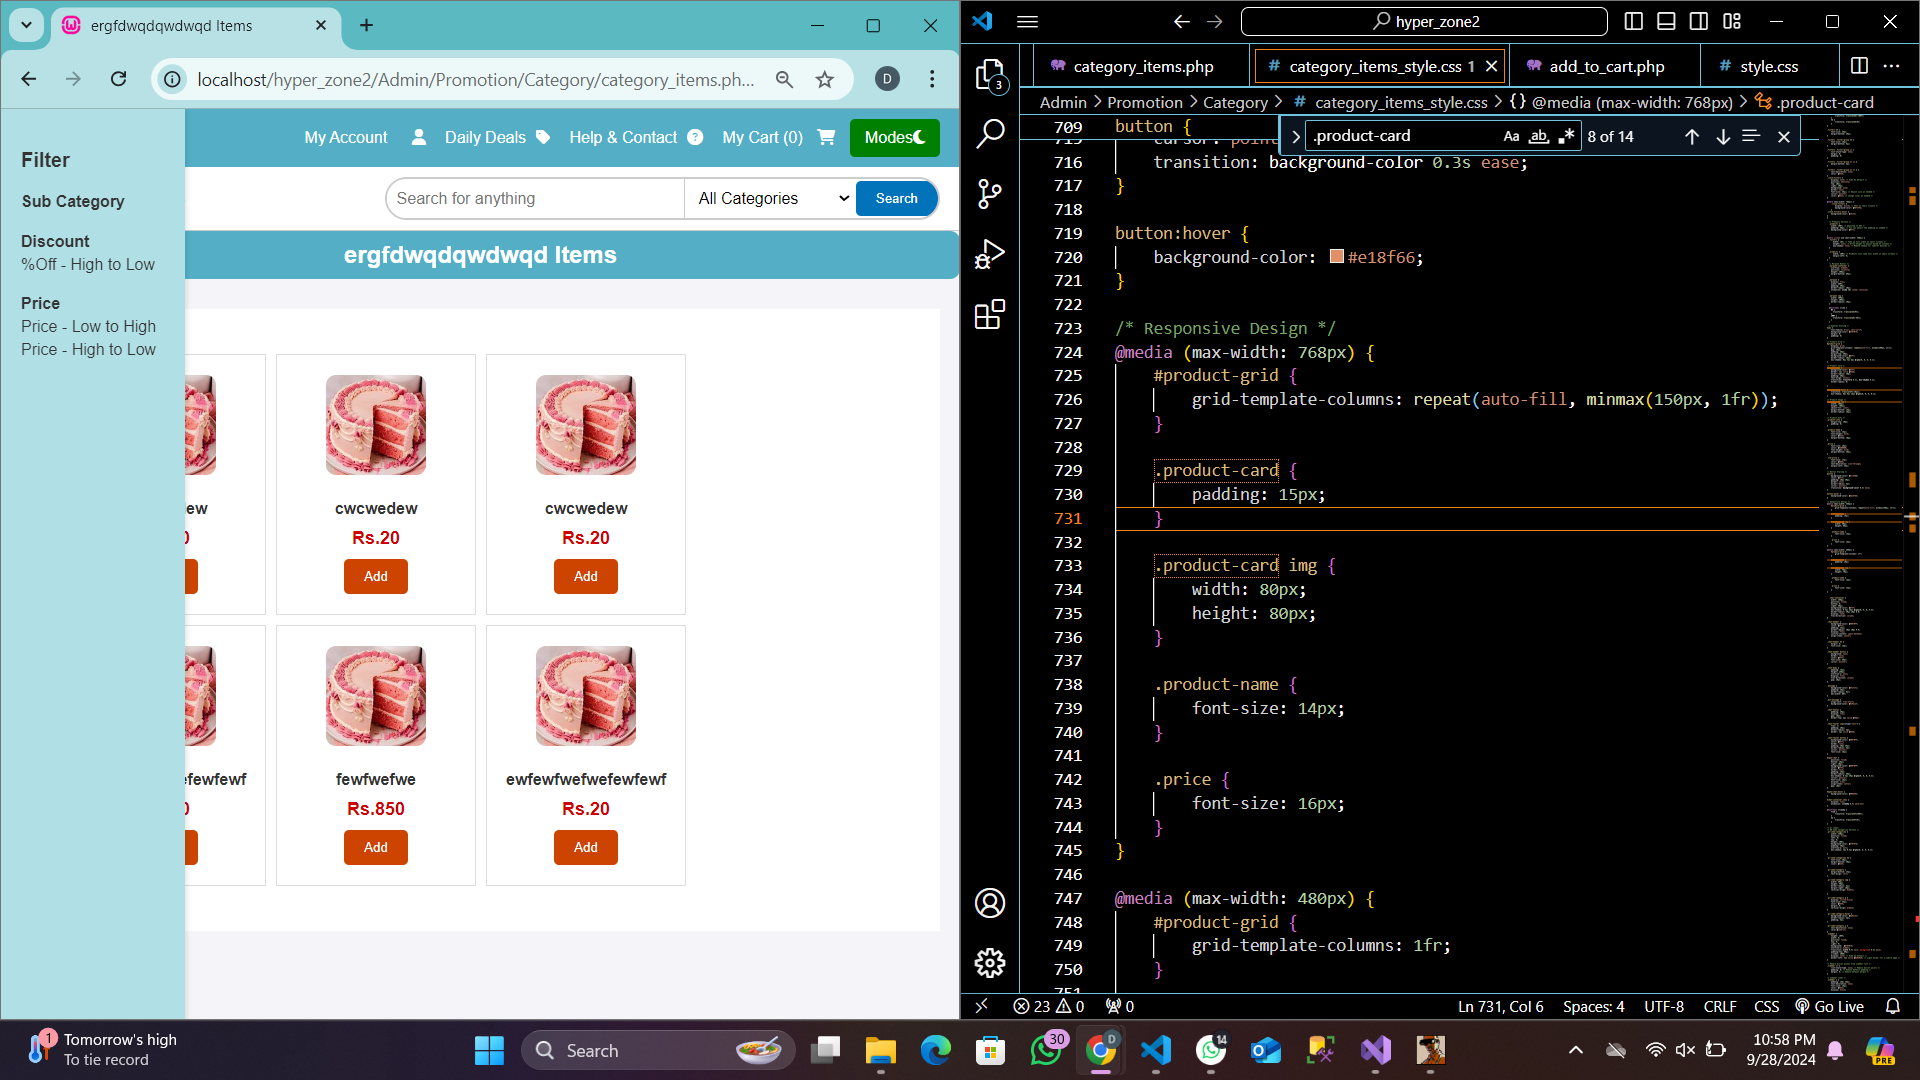 ergfdwqdqwdwqd Items
localhost/hyper_zone2/Admin/Promotion/Category/category_items.ph...
D
My Account
Daily Deals
Help & Contact
?
My Cart (0)
Modes
Filter
Sub Category
Discount
%Off - High to Low
Price
Price - Low to High
Price - High to Low
Search for anything
All Categories
Search
ergfdwqdqwdwqd Items
ew
cwcwedew
cwcwedew
Rs.20
Rs.20
Add
Add
efewfewf
fewfwefwe
ewfewfwefwefewfewf
0
Rs.850
Rs.20
Add
Add
hyper_zone2
category_items.php
category_items_style.css 1
add_to_cart.php
style.css
Admin > Promotion > Category > # category_items_style.css > {} @media (max-width: 768px) > .product-card
.product-card
Aa
ab
8 of 14
3
709 button {
716 transition: background-color 0.3s ease;
717 }
718
719 button:hover {
720 background-color: #e18f66;
721 }
722
723 /* Responsive Design */
724 @media (max-width: 768px) {
725 #product-grid {
726 grid-template-columns: repeat(auto-fill, minmax(150px, 1fr));
727 }
728
729 .product-card {
730 padding: 15px;
731 }
732
733 .product-card img {
734 width: 80px;
735 height: 80px;
736 }
737
738 .product-name {
739 font-size: 14px;
740 }
741
742 .price {
743 font-size: 16px;
744 }
745 }
746
747 @media (max-width: 480px) {
748 #product-grid {
749 grid-template-columns: 1fr;
750 }
23 0
0
Ln 731, Col 6
Spaces: 4
UTF-8
CRLF
CSS
Go Live
1
Tomorrow's high
To tie record
Search
30
D
14
10:58 PM
9/28/2024
PRE